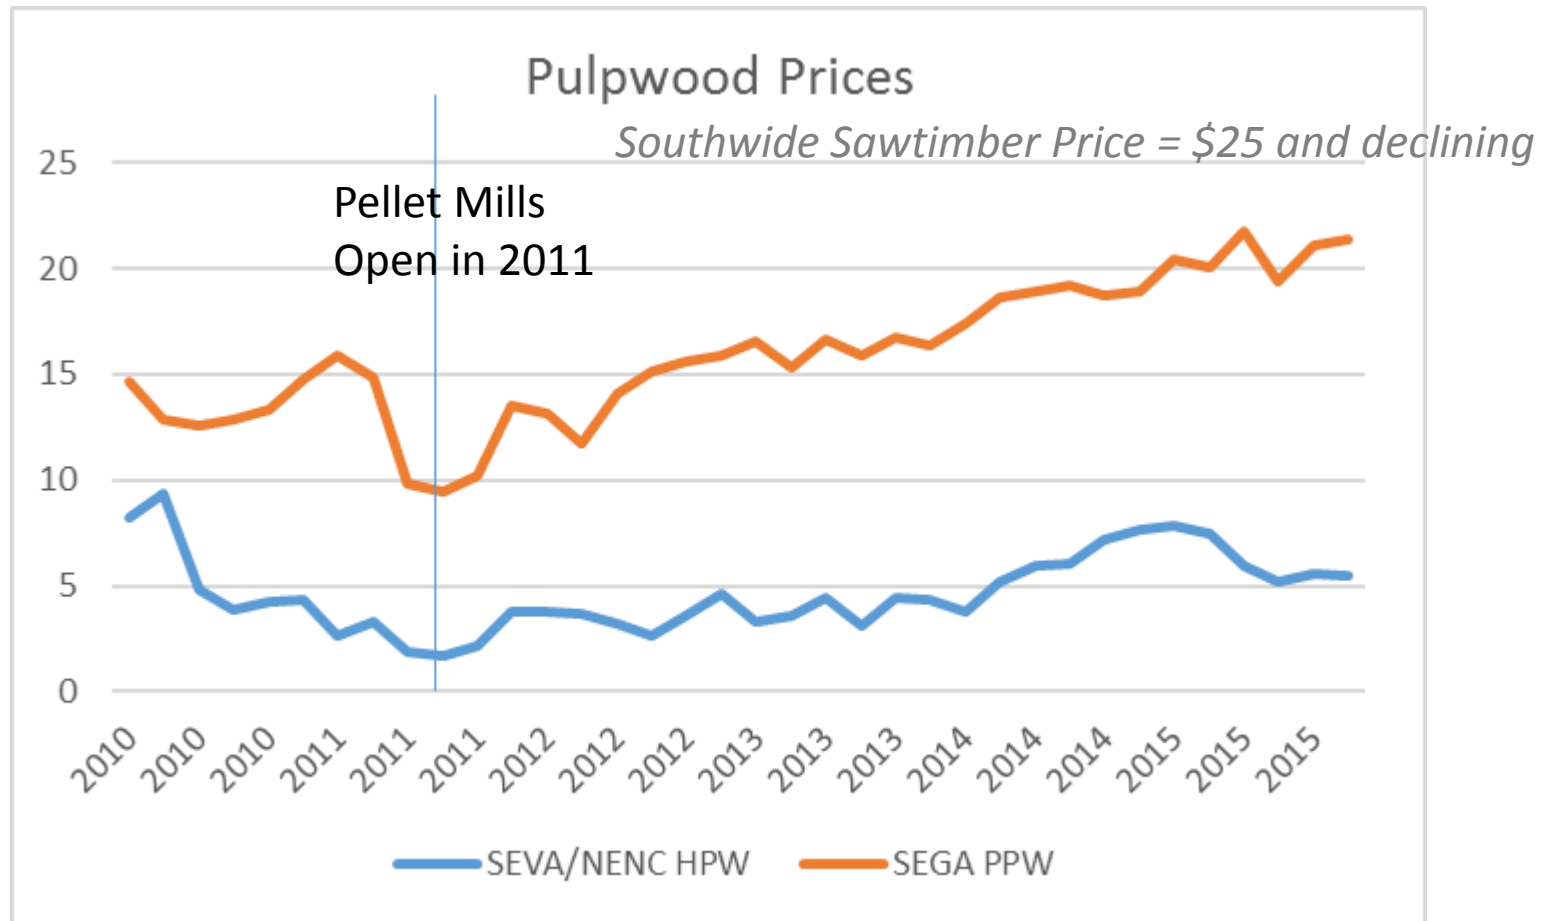 Pulpwood Prices
Southwide Sawtimber Price = $25 and declining
25
Pellet Mills
Open in 2011
20
15
10
5
0
2010 2010 2010 2011 2011 2011 2012 2012 2012 2013 2013 2013 2014 2014 2014 2015 2015 2015
SEVA/NENC HPW SEGA PPW